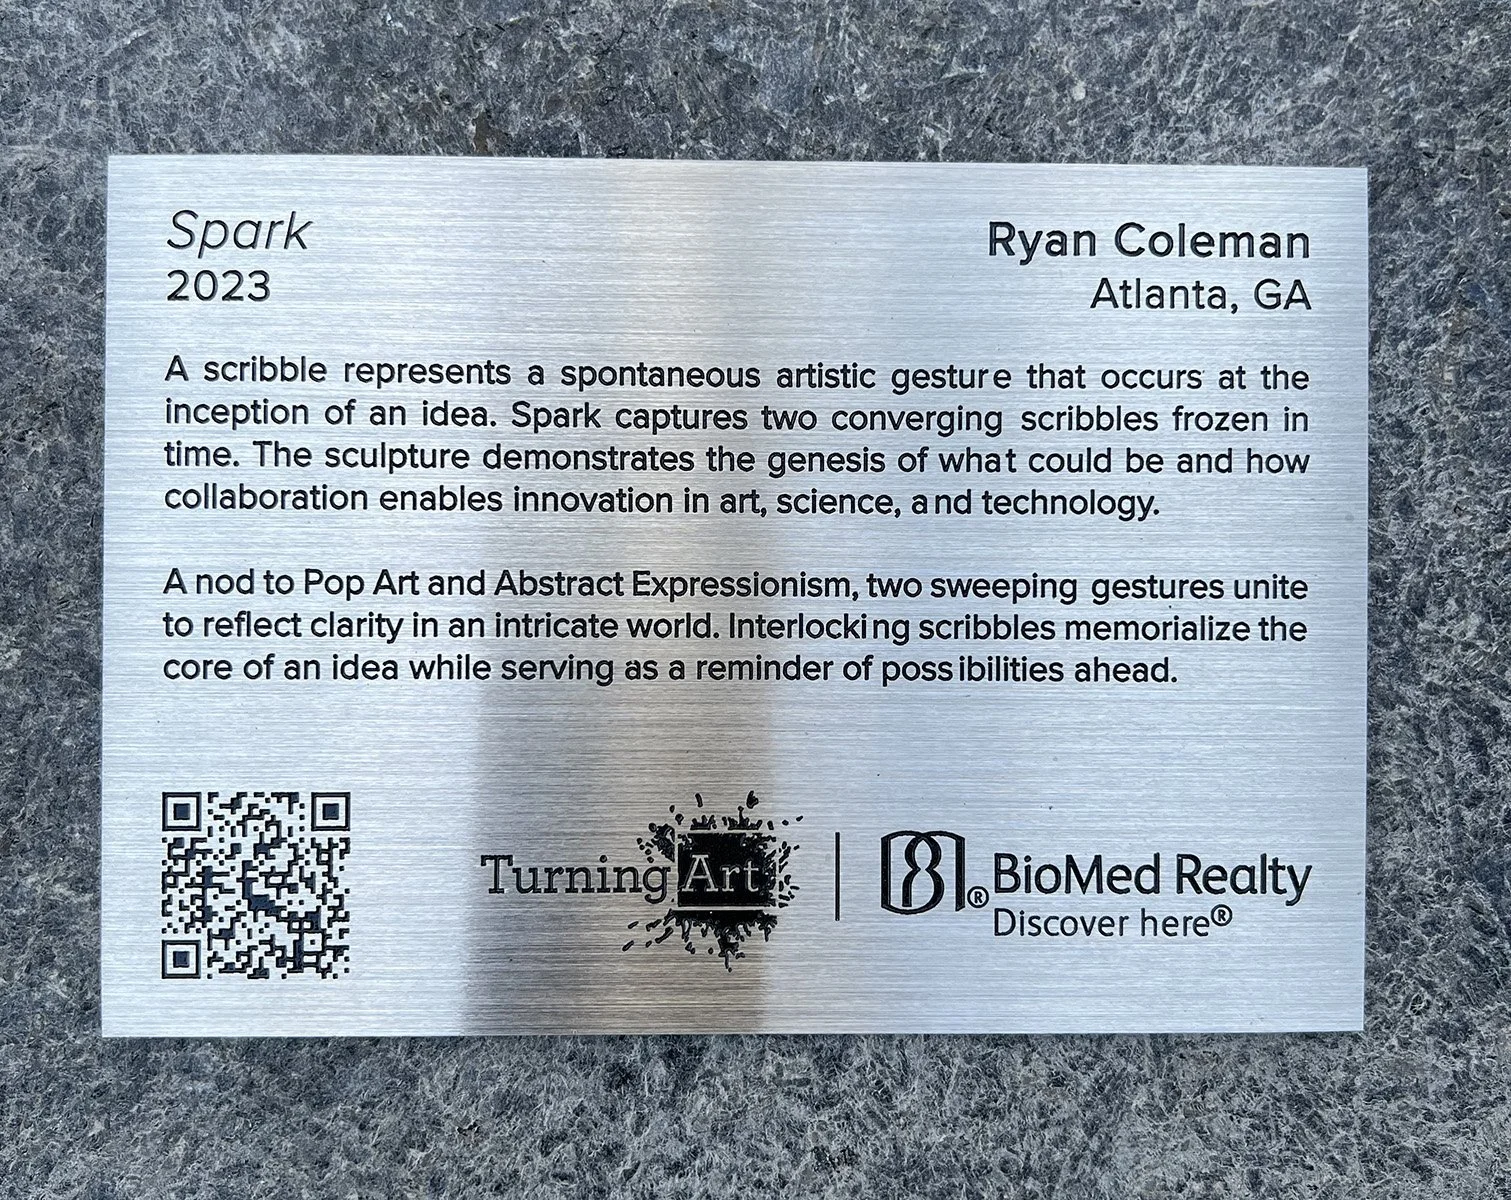 Spark
2023
Ryan Coleman
Atlanta, GA
A scribble represents a spontaneous artistic gesture that occurs at the
inception of an idea. Spark captures two converging scribbles frozen in
time. The sculpture demonstrates the genesis of what could be and how
collaboration enables innovation in art, science, and technology.
A nod to Pop Art and Abstract Expressionism, two sweeping gestures unite
to reflect clarity in an intricate world. Interlocking scribbles memorialize the
core of an idea while serving as a reminder of possibilities ahead.
Turning Art
® BioMed Realty
Discover here®